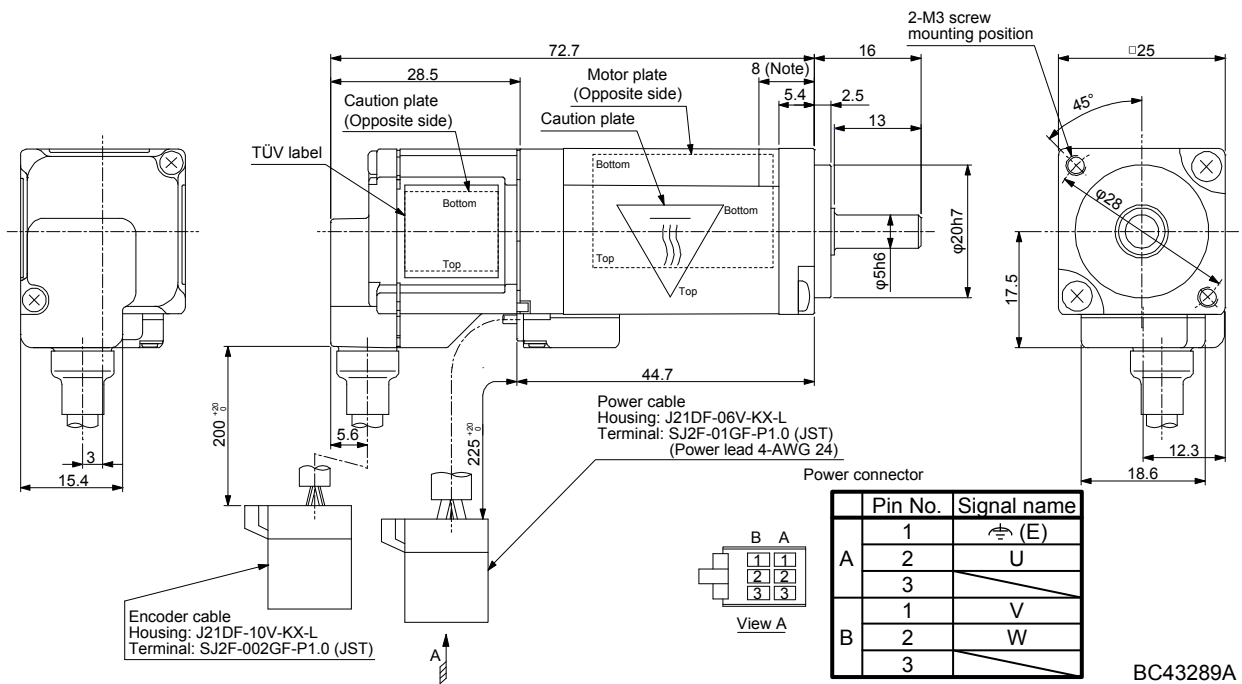 2-M3 screw
mounting position
72.7
16
□25
28.5
8 (Note)
Motor plate
(Opposite side)
5.4
2.5
45°
Caution plate
(Opposite side)
Caution plate
13
TÜV label
Bottom
Bottom
Bottom
Top
Top
Top
φ28
φ5h6
φ20h7
17.5
44.7
200 +20 0
5.6
225 +20 0
Power cable
Housing: J21DF-06V-KX-L
Terminal: SJ2F-01GF-P1.0 (JST)
(Power lead 4-AWG 24)
3
15.4
12.3
18.6
Power connector
Pin No. Signal name
A 1 ⏚ (E)
2 U
3
B 1 V
2 W
3
B A
1 1
2 2
3 3
View A
Encoder cable
Housing: J21DF-10V-KX-L
Terminal: SJ2F-002GF-P1.0 (JST)
A
BC43289A